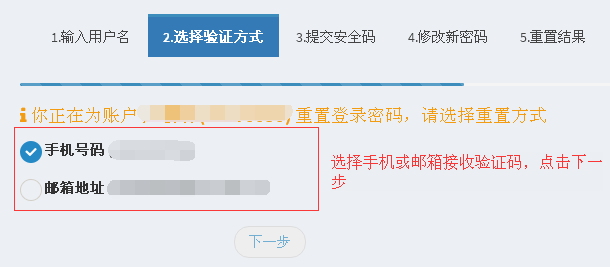 1.输入用户名
2.选择验证方式
3.提交安全码
4.修改新密码
5.重置结果
你正在为账户 重置登录密码，请选择重置方式
手机号码
邮箱地址
选择手机或邮箱接收验证码，点击下一
步
下一步